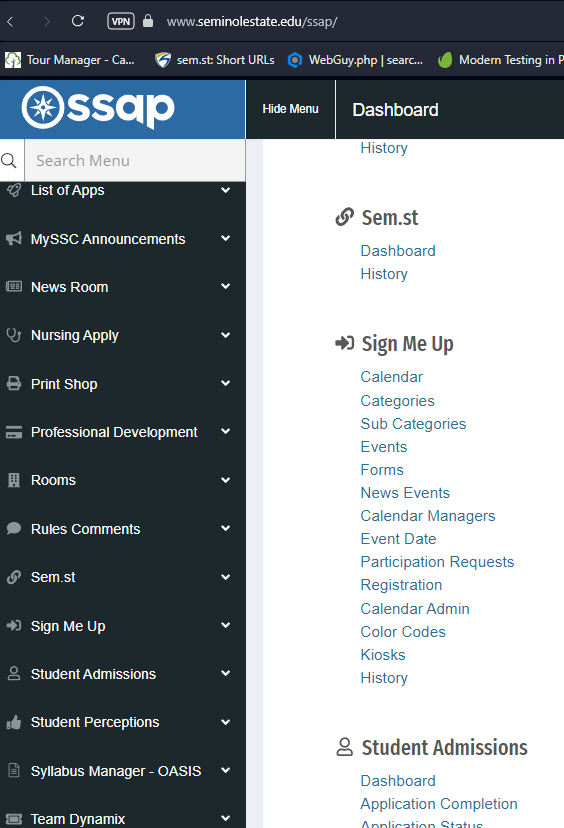 VPN www.seminolestate.edu/ssap/
Tour Manager - Ca... sem.st: Short URLs WebGuy.php | searc... Modern Testing in P
ssap Hide Menu Dashboard
Search Menu
List of Apps
MySSC Announcements
News Room
Nursing Apply
Print Shop
Professional Development
Rooms
Rules Comments
Sem.st
Sign Me Up
Student Admissions
Student Perceptions
Syllabus Manager - OASIS
Team Dynamix
History
Sem.st
Dashboard
History
Sign Me Up
Calendar
Categories
Sub Categories
Events
Forms
News Events
Calendar Managers
Event Date
Participation Requests
Registration
Calendar Admin
Color Codes
Kiosks
History
Student Admissions
Dashboard
Application Completion
Application Status